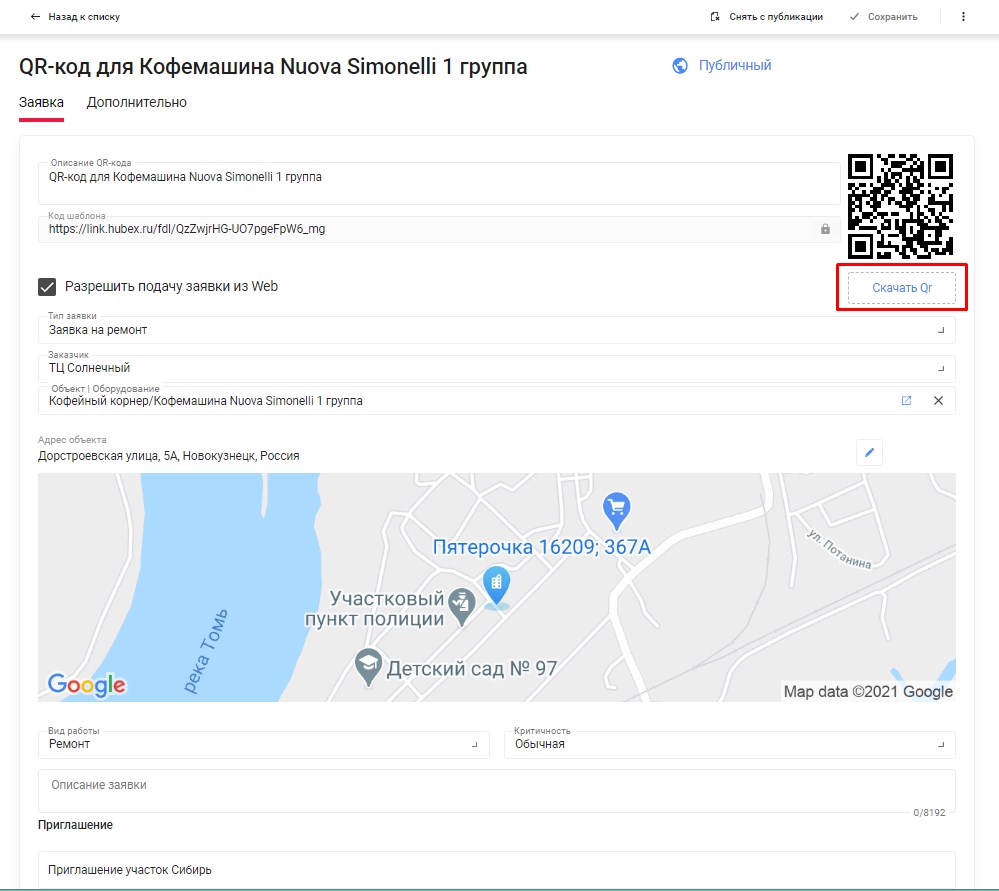 Назад к списку
Снять с публикации
Сохранить
QR-код для Кофемашина Nuova Simonelli 1 группа
Публичный
Заявка
Дополнительно
Описание QR-кода
QR-код для Кофемашина Nuova Simonelli 1 группа
Код шаблона
https://link.hubex.ru/fdl/QzZwjrHG-UO7pgeFpW6_mg
Разрешить подачу заявки из Web
Скачать Qr
Тип заявки
Заявка на ремонт
Заказчик
ТЦ Солнечный
Объект | Оборудование
Кофейный корнер/Кофемашина Nuova Simonelli 1 группа
Адрес объекта
Дорстроевская улица, 5А, Новокузнецк, Россия
Пятерочка 16209; 367А
ул. Потанина
Участковый
пункт полиции
река Томь
Детский сад № 97
Google
Map data ©2021 Google
Вид работы
Ремонт
Критичность
Обычная
Описание заявки
0/8192
Приглашение
Приглашение участок Сибирь